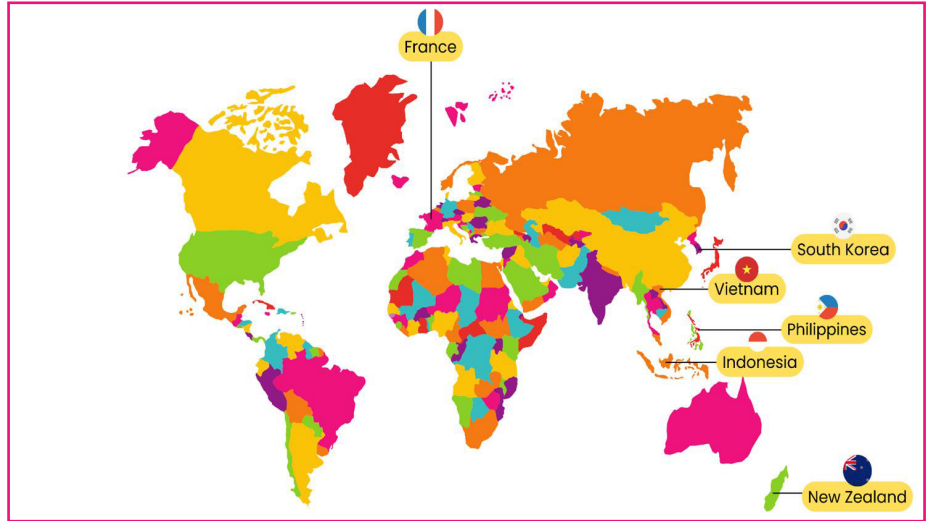 France
South Korea
Vietnam
Philippines
Indonesia
New Zealand